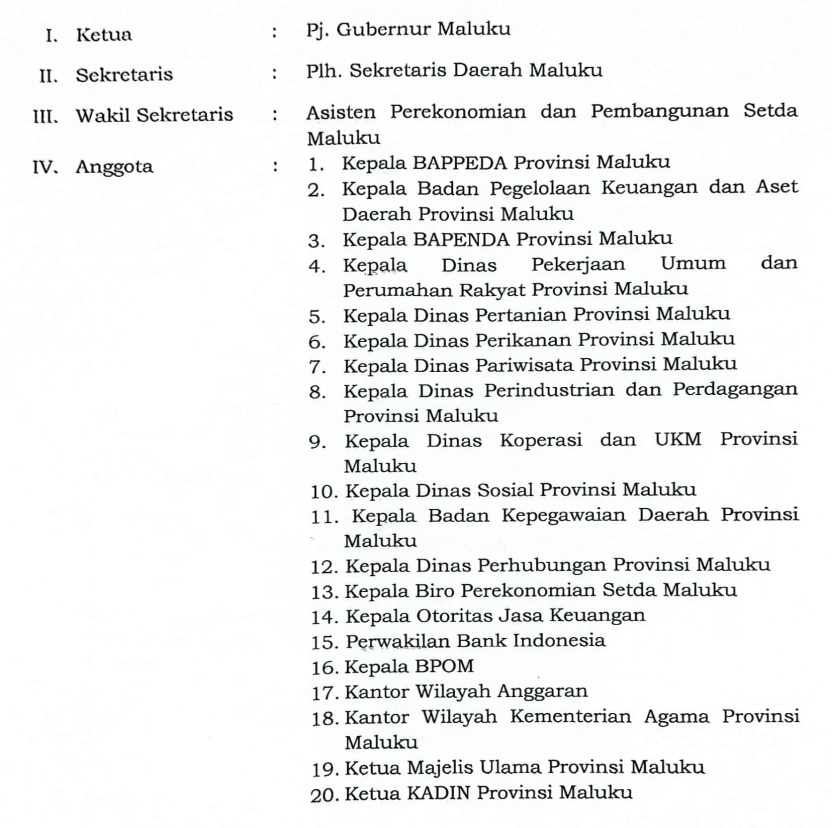 I. Ketua : Pj. Gubernur Maluku
II. Sekretaris : Plh. Sekretaris Daerah Maluku
III. Wakil Sekretaris : Asisten Perekonomian dan Pembangunan Setda
Maluku
IV. Anggota : 1. Kepala BAPPEDA Provinsi Maluku
2. Kepala Badan Pegelolaan Keuangan dan Aset
Daerah Provinsi Maluku
3. Kepala BAPENDA Provinsi Maluku
4. Kepala Dinas Pekerjaan Umum dan
Perumahan Rakyat Provinsi Maluku
5. Kepala Dinas Pertanian Provinsi Maluku
6. Kepala Dinas Perikanan Provinsi Maluku
7. Kepala Dinas Pariwisata Provinsi Maluku
8. Kepala Dinas Perindustrian dan Perdagangan
Provinsi Maluku
9. Kepala Dinas Koperasi dan UKM Provinsi
Maluku
10. Kepala Dinas Sosial Provinsi Maluku
11. Kepala Badan Kepegawaian Daerah Provinsi
Maluku
12. Kepala Dinas Perhubungan Provinsi Maluku
13. Kepala Biro Perekonomian Setda Maluku
14. Kepala Otoritas Jasa Keuangan
15. Perwakilan Bank Indonesia
16. Kepala BPOM
17. Kantor Wilayah Anggaran
18. Kantor Wilayah Kementerian Agama Provinsi
Maluku
19. Ketua Majelis Ulama Provinsi Maluku
20. Ketua KADIN Provinsi Maluku